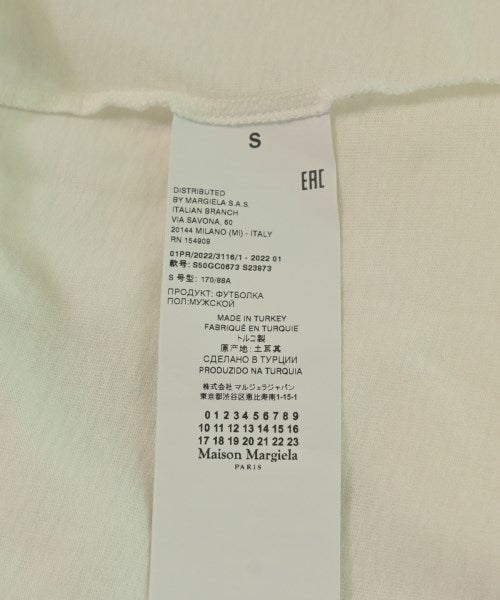 S
EAC
DISTRIBUTED
BY MARGIELA S.A.S.
ITALIAN BRANCH
VIA SAVONA, 60
20144 MILANO (MI) - ITALY
RN 154909
01PR/2022/3116/1 - 2022 01
款号: S50GC0673 S23973
S 号型: 170/88A
ПРОДУКТ: ФУТБОЛКА
ПОЛ:МУЖСКОЙ
MADE IN TURKEY
FABRIQUÉ EN TURQUIE
トルコ製
原产地: 土耳其
СДЕЛАНО В ТУРЦИИ
PRODUZIDO NA TURQUIA
株式会社 マルジェラジャパン
東京都渋谷区恵比寿南1-15-1
0 1 2 3 4 5 6 7 8 9
10 11 12 13 14 15 16
17 18 19 20 21 22 23
Maison Margiela
PARIS